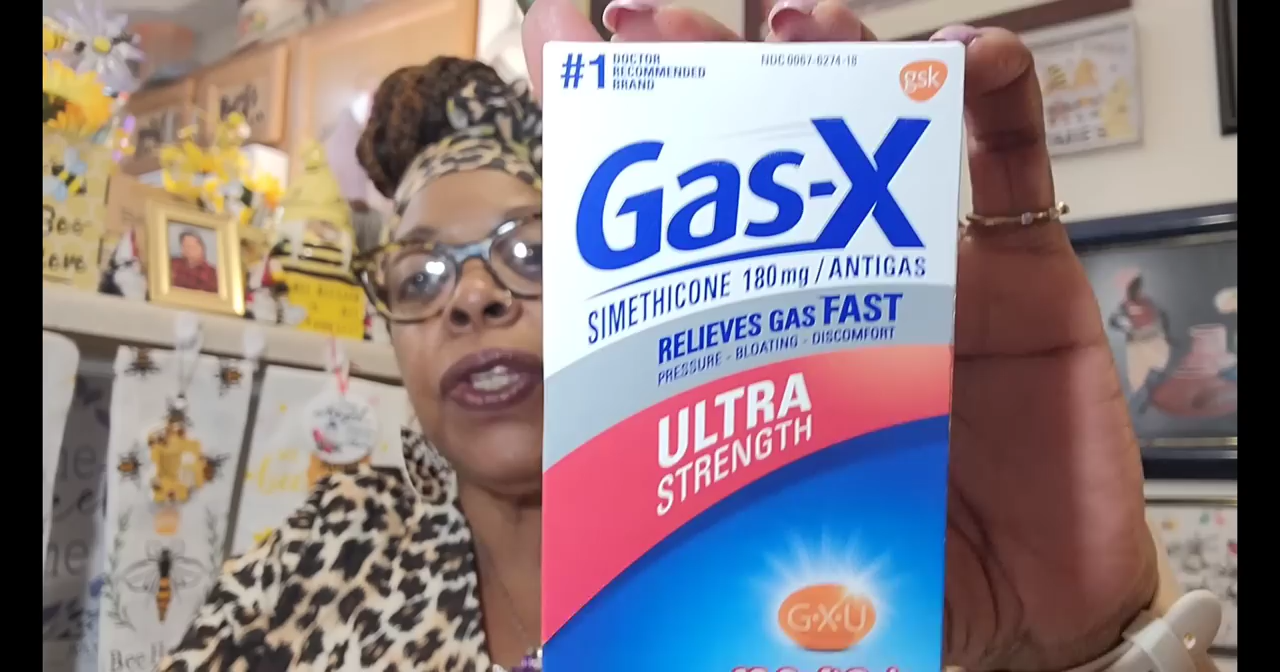 #1 DOCTOR
RECOMMENDED
BRAND
NDC 0067-6274-18
gsk
Gas-X
SIMETHICONE 180mg / ANTIGAS
RELIEVES GAS FAST
PRESSURE - BLOATING - DISCOMFORT
ULTRA
STRENGTH
G·X·U
Bee